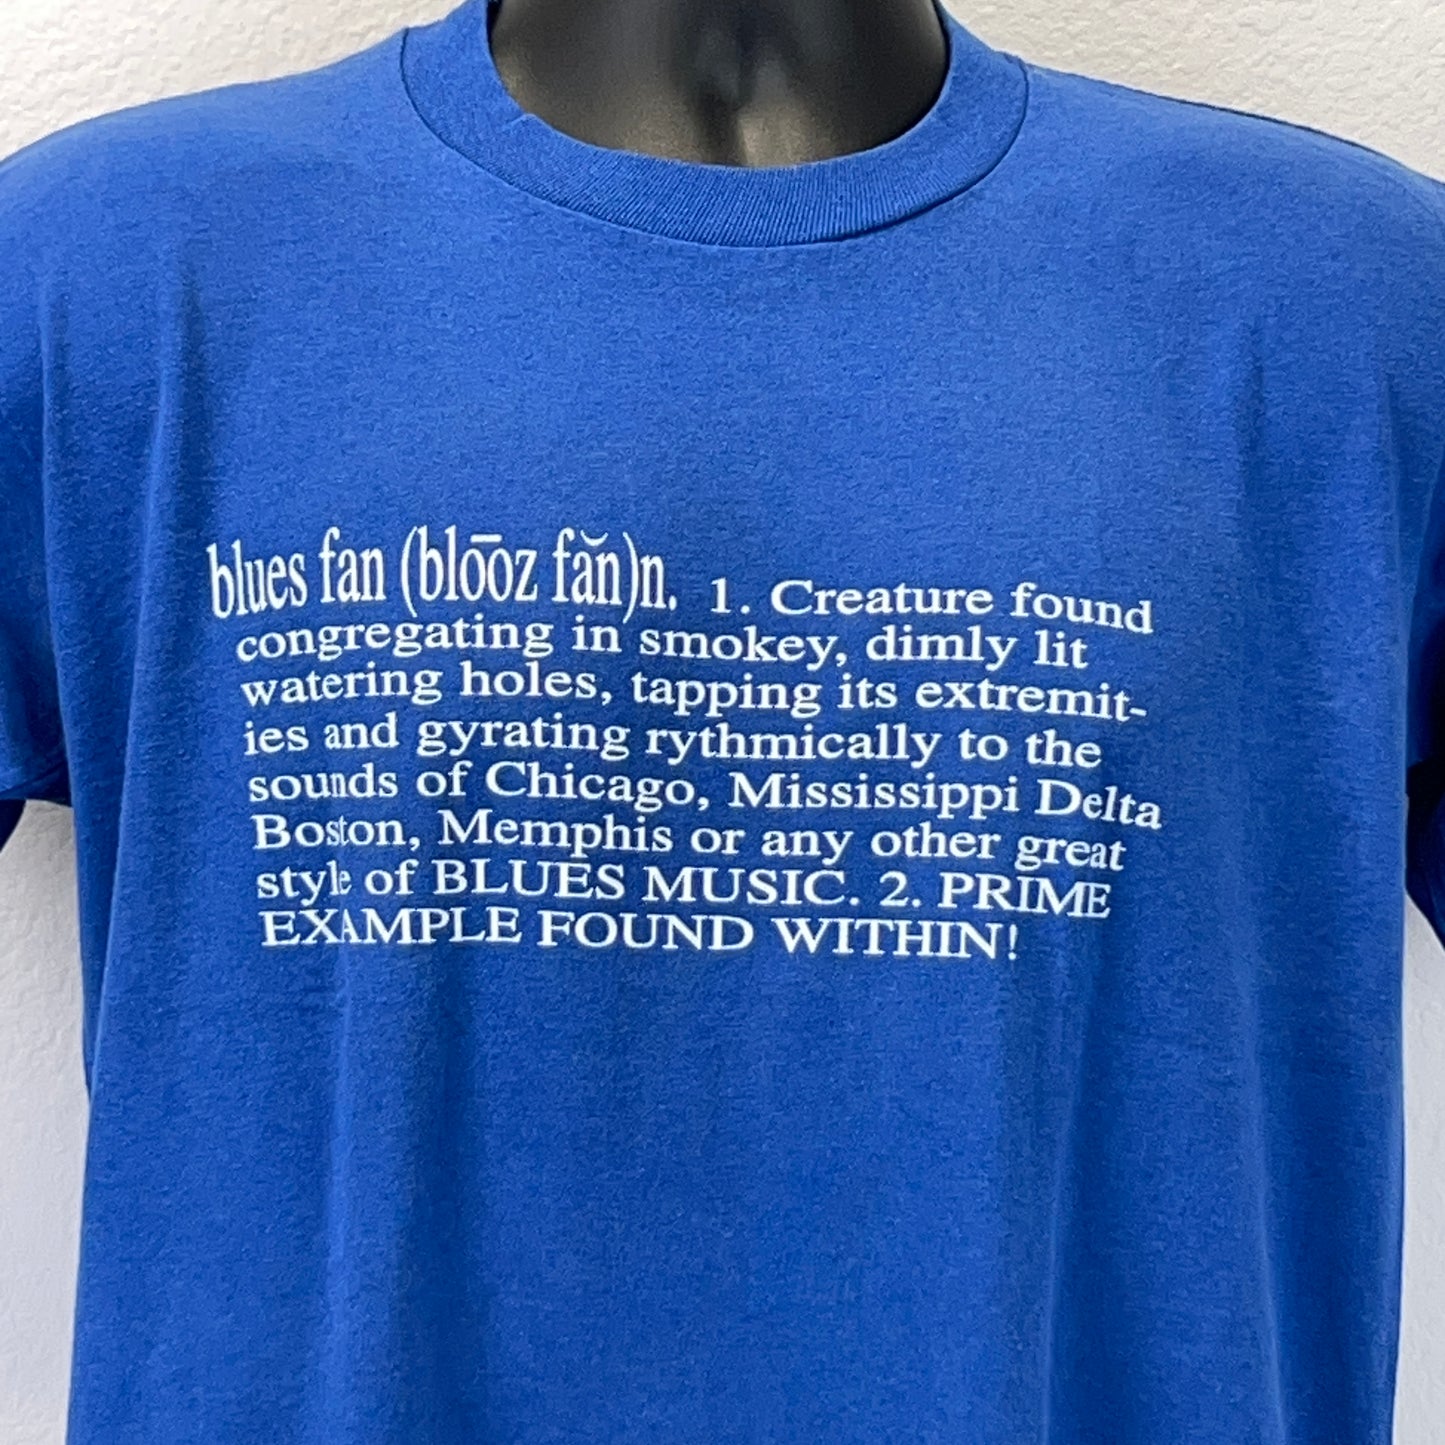 blues fan (blo͞oz făn)n. 1. Creature found
congregating in smokey, dimly lit
watering holes, tapping its extremit-
ies and gyrating rythmically to the
sounds of Chicago, Mississippi Delta
Boston, Memphis or any other great
style of BLUES MUSIC. 2. PRIME
EXAMPLE FOUND WITHIN!